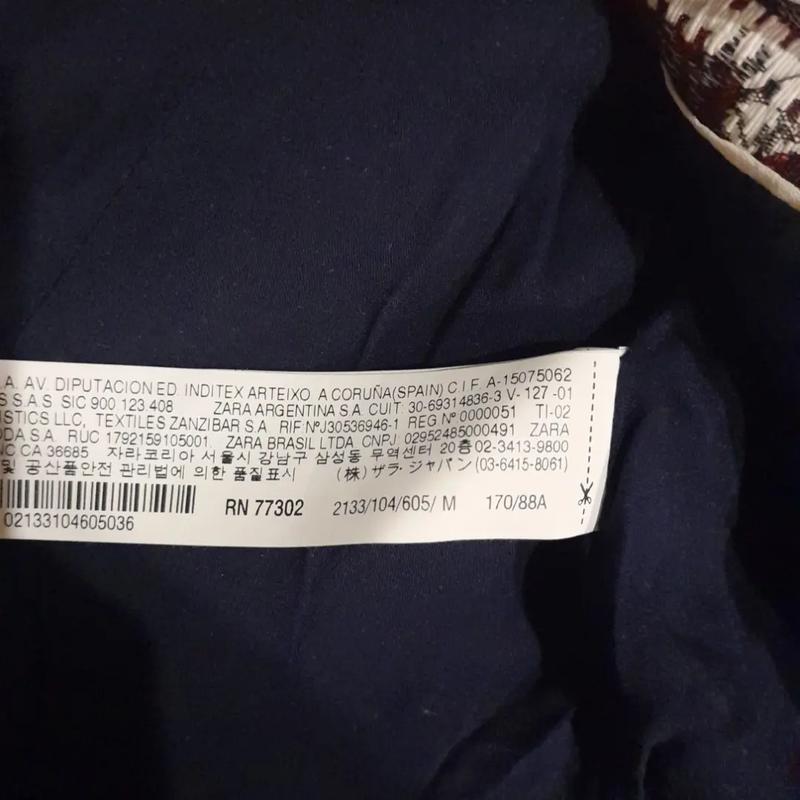 .A. AV. DIPUTACION ED. INDITEX ARTEIXO A CORUÑA(SPAIN) C.I.F. A-15075062
S S.A.S. SIC 900 123 408 ZARA ARGENTINA S.A. CUIT: 30-69314836-3 V- 127 -01
ISTICS LLC, TEXTILES ZANZIBAR S.A. RIF:NºJ30536946-1 REG Nº 0000051 TI-02
DA S.A. RUC 1792159105001. ZARA BRASIL LTDA. CNPJ: 02952485000491 ZARA
NC CA 36685 자라코리아 서울시 강남구 삼성동 무역센터 20층 02-3413-9800
및 공산품안전 관리법에 의한 품질표시 (株) ザラ・ジャパン (03-6415-8061)
RN 77302 2133/104/605/ M 170/88A
02133104605036